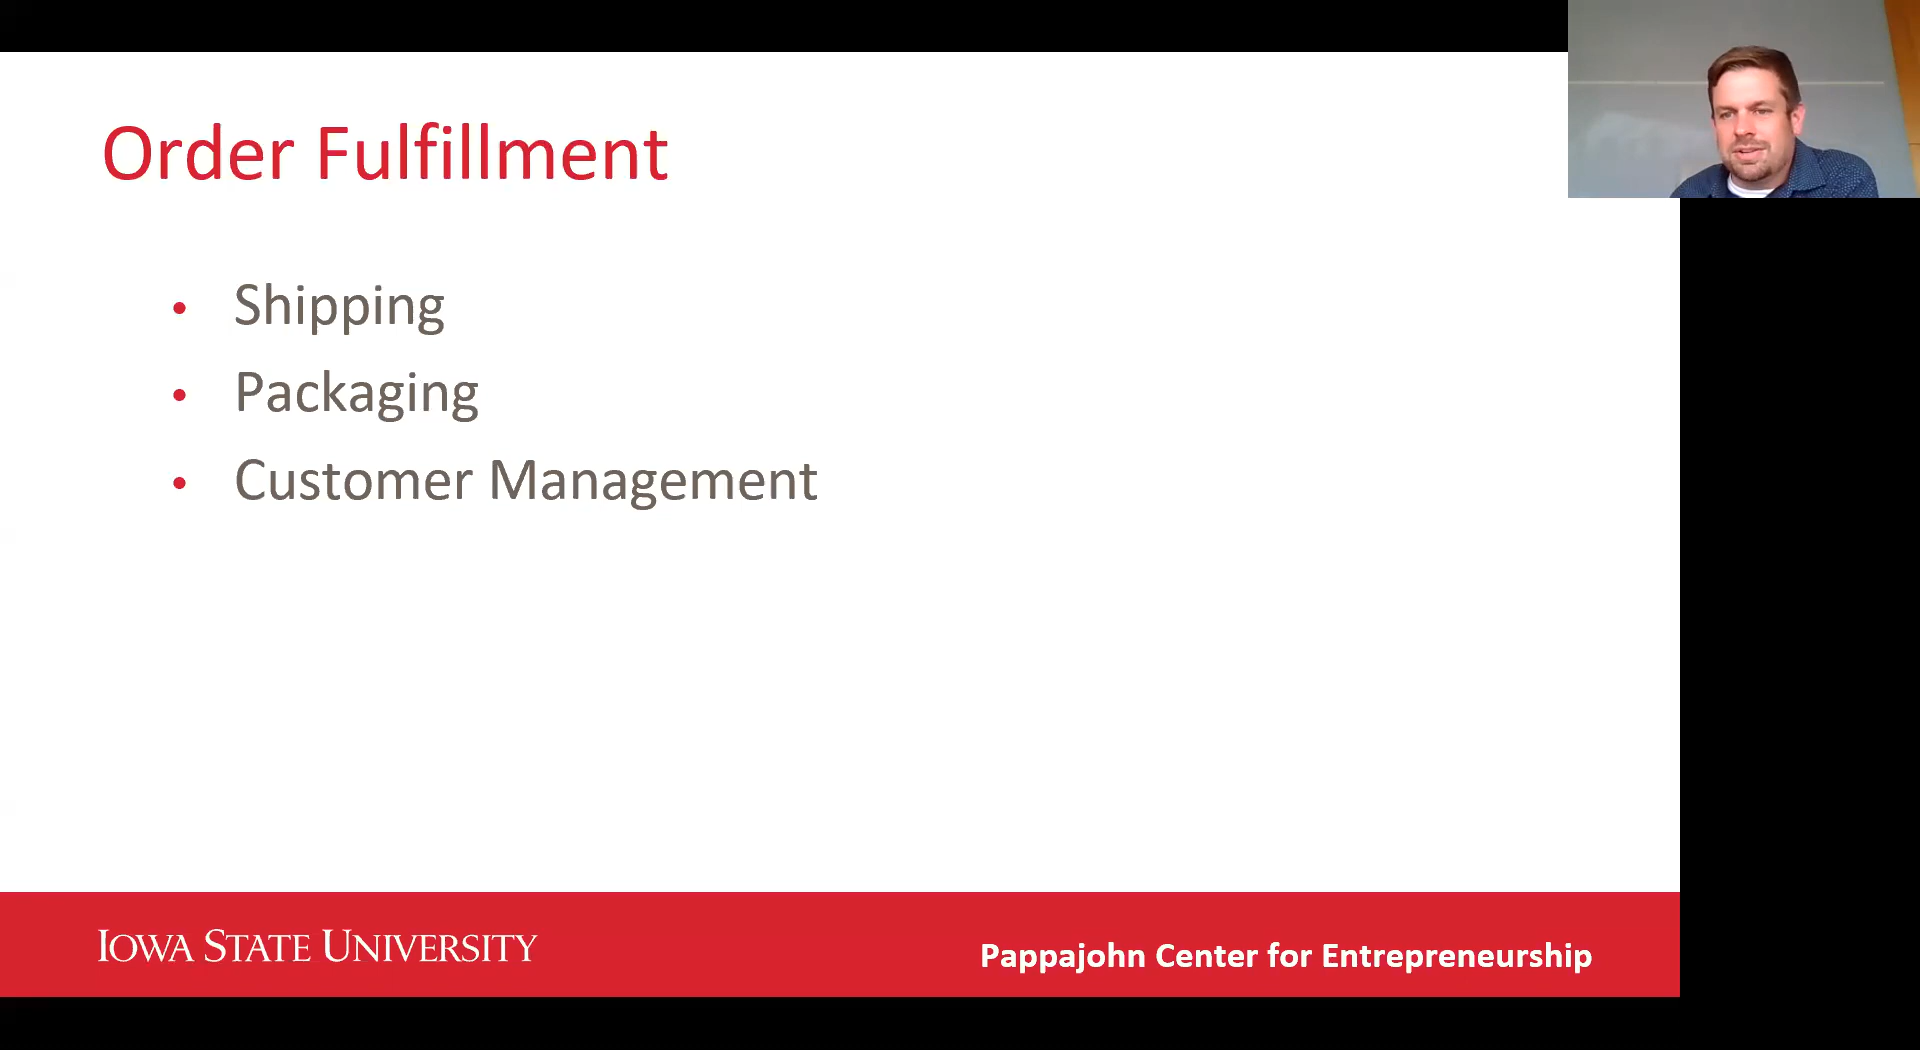 Order Fulfillment
• Shipping
• Packaging
• Customer Management
IOWA STATE UNIVERSITY
Pappajohn Center for Entrepreneurship